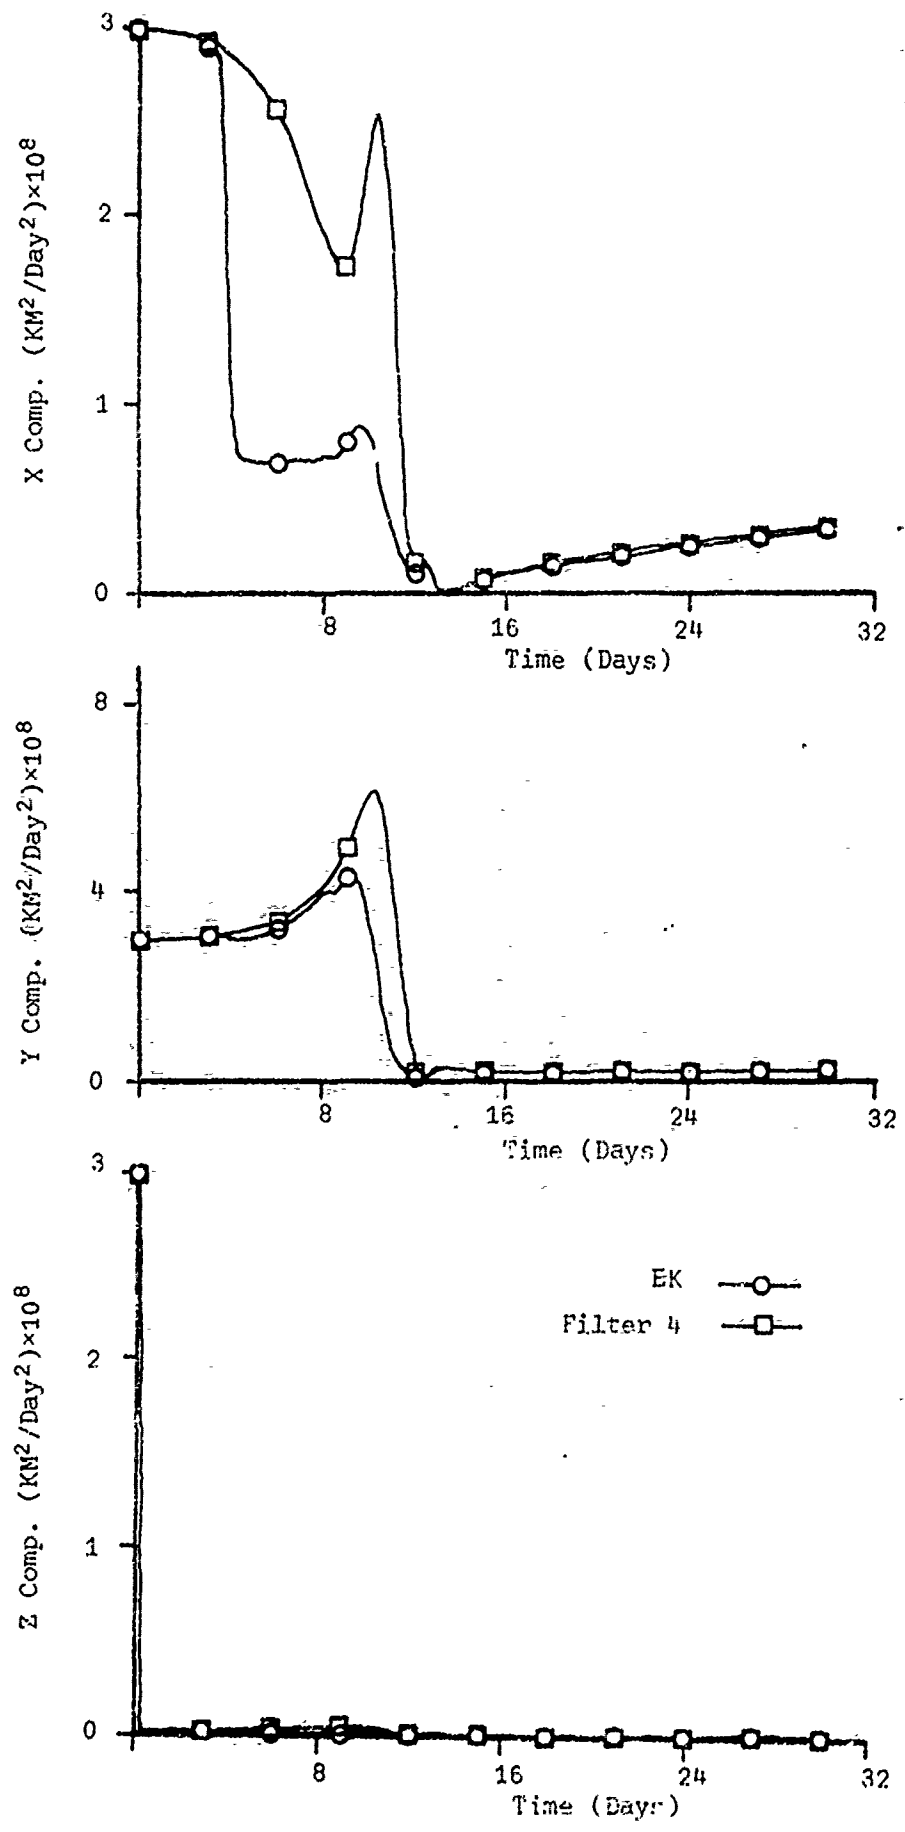 3
2
1
0
X Comp. (KM²/Day²)×10⁸
8
16
24
32
Time (Days)
8
4
0
Y Comp. (KM²/Day²)×10⁸
8
16
24
32
Time (Days)
3
2
1
0
Z Comp. (KM²/Day²)×10⁸
EK
Filter 4
8
16
24
32
Time (Days)